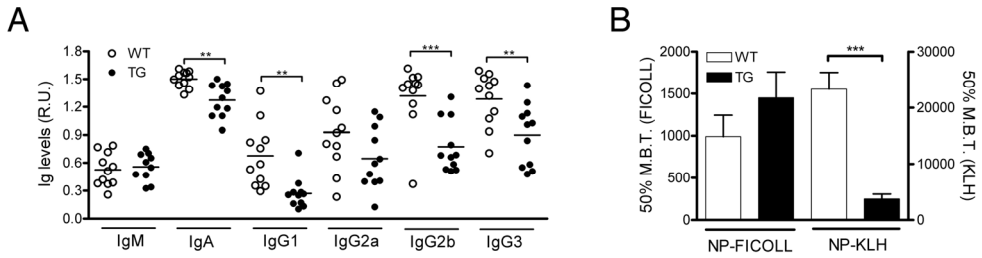 A
Ig levels (R.U.)
1.8
1.5
1.2
0.9
0.6
0.3
0.0
WT
TG
**
**
***
**
IgM
IgA
IgG1
IgG2a
IgG2b
IgG3
B
50% M.B.T. (FICOLL)
2000
1500
1000
500
0
WT
TG
***
30000
20000
10000
0
50% M.B.T. (KLH)
NP-FICOLL
NP-KLH